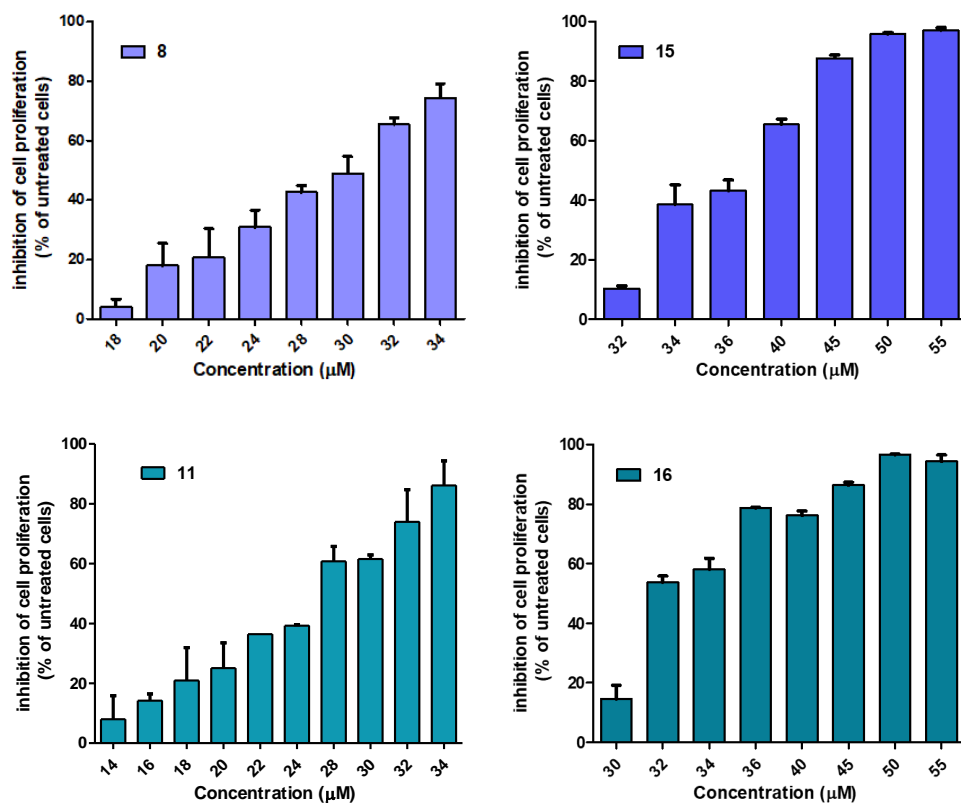 inhibition of cell proliferation
(% of untreated cells)
100
80
60
40
20
0
8
18 20 22 24 28 30 32 34
Concentration (μM)
inhibition of cell proliferation
(% of untreated cells)
100
80
60
40
20
0
15
32 34 36 40 45 50 55
Concentration (μM)
inhibition of cell proliferation
(% of untreated cells)
100
80
60
40
20
0
11
14 16 18 20 22 24 28 30 32 34
Concentration (μM)
inhibition of cell proliferation
(% of untreated cells)
100
80
60
40
20
0
16
30 32 34 36 40 45 50 55
Concentration (μM)